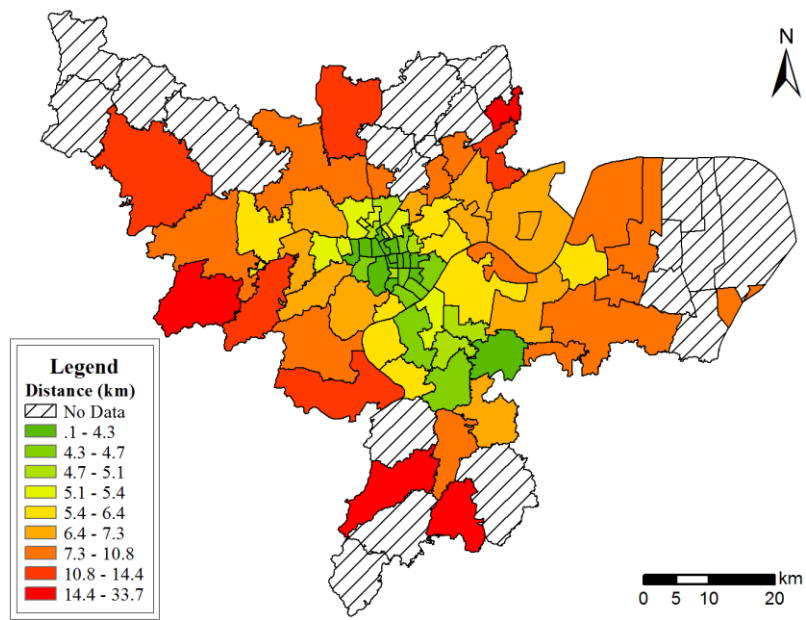 N
Legend
Distance (km)
No Data
.1 - 4.3
4.3 - 4.7
4.7 - 5.1
5.1 - 5.4
5.4 - 6.4
6.4 - 7.3
7.3 - 10.8
10.8 - 14.4
14.4 - 33.7
km
0 5 10 20